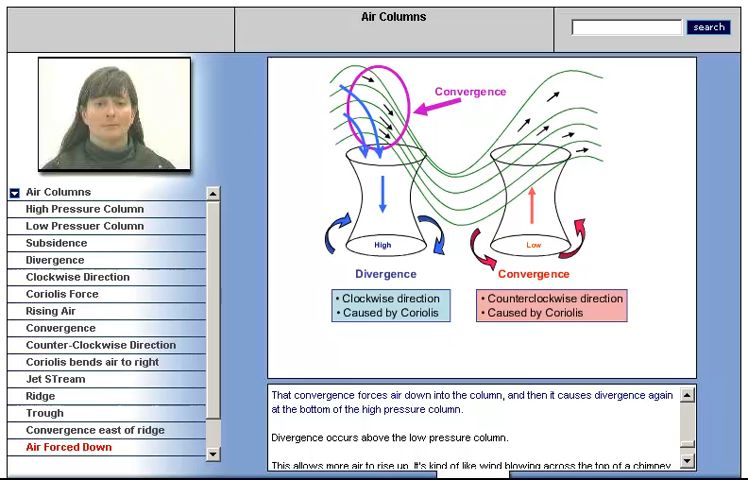 Air Columns
search
Convergence
High
Low
Divergence
Convergence
• Clockwise direction
• Caused by Coriolis
• Counterclockwise direction
• Caused by Coriolis
Air Columns
High Pressure Column
Low Pressuer Column
Subsidence
Divergence
Clockwise Direction
Coriolis Force
Rising Air
Convergence
Counter-Clockwise Direction
Coriolis bends air to right
Jet STream
Ridge
Trough
Convergence east of ridge
Air Forced Down
That convergence forces air down into the column, and then it causes divergence again
at the bottom of the high pressure column.
Divergence occurs above the low pressure column.
This allows more air to rise up. It's kind of like wind blowing across the top of a chimney